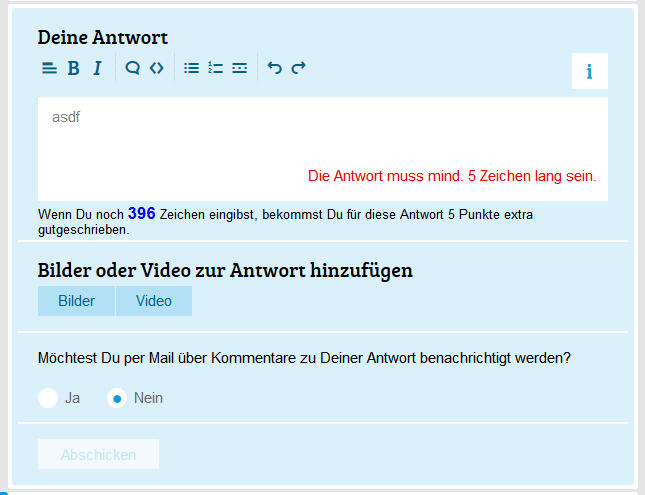 Deine Antwort
B I
i
asdf
Die Antwort muss mind. 5 Zeichen lang sein.
Wenn Du noch 396 Zeichen eingibst, bekommst Du für diese Antwort 5 Punkte extra
gutgeschrieben.
Bilder oder Video zur Antwort hinzufügen
Bilder Video
Möchtest Du per Mail über Kommentare zu Deiner Antwort benachrichtigt werden?
Ja Nein
Abschicken